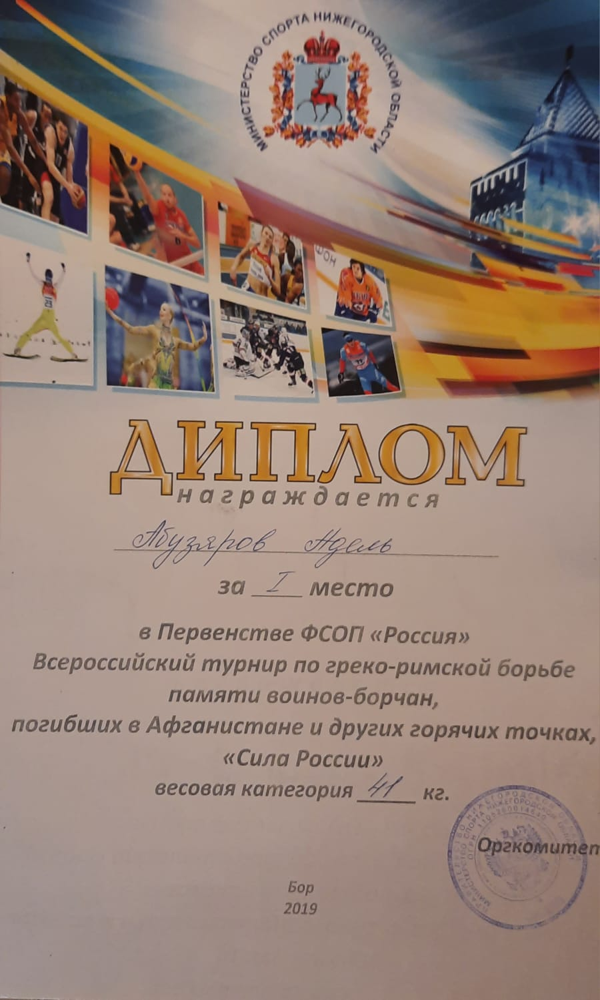 МИНИСТЕРСТВО СПОРТА НИЖЕГОРОДСКОЙ ОБЛАСТИ
ФОН
ДИПЛОМ
награждается
Абузяров Адель
за I место
в Первенстве ФСОП «Россия»
Всероссийский турнир по греко-римской борьбе
памяти воинов-борчан,
погибших в Афганистане и других горячих точках,
«Сила России»
весовая категория 41 кг.
Оргкомитет
Бор
2019